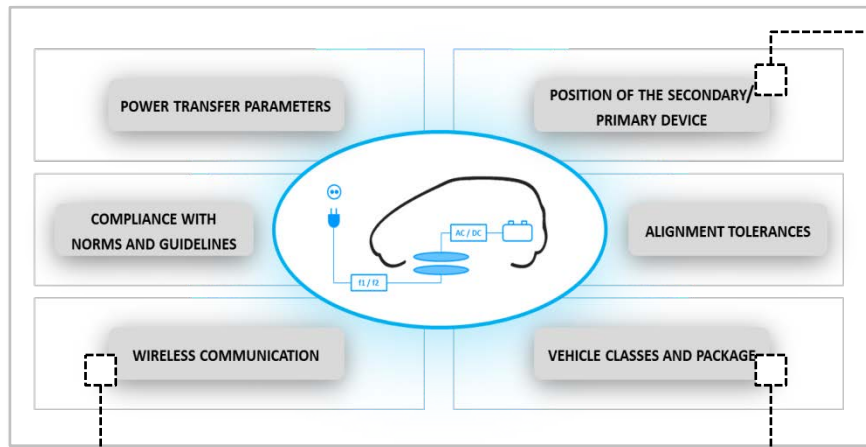 POWER TRANSFER PARAMETERS
POSITION OF THE SECONDARY/
PRIMARY DEVICE
COMPLIANCE WITH
NORMS AND GUIDELINES
AC / DC
f1 / f2
ALIGNMENT TOLERANCES
WIRELESS COMMUNICATION
VEHICLE CLASSES AND PACKAGE